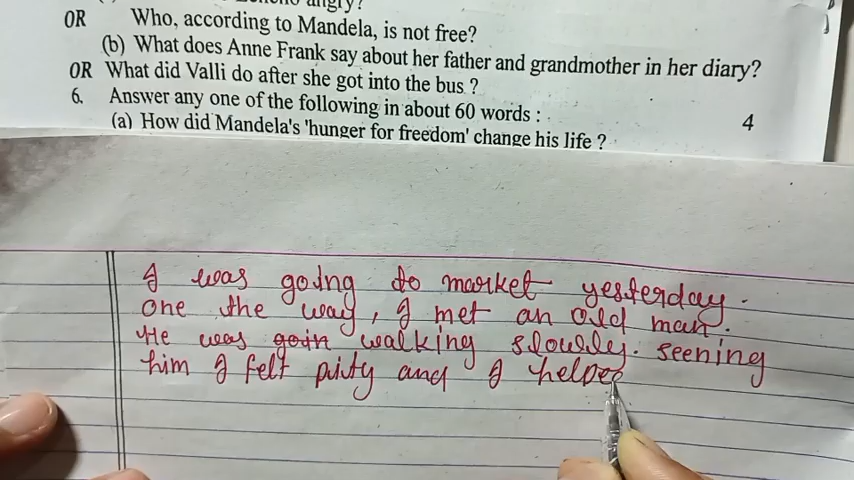 angry?
OR Who, according to Mandela, is not free?
(b) What does Anne Frank say about her father and grandmother in her diary?
OR What did Valli do after she got into the bus ?
6. Answer any one of the following in about 60 words : 4
(a) How did Mandela's 'hunger for freedom' change his life ?
I was going to market yesterday.
One the way, I met an old man.
He was goin walking slowly. seening
him I felt pirty and I helped